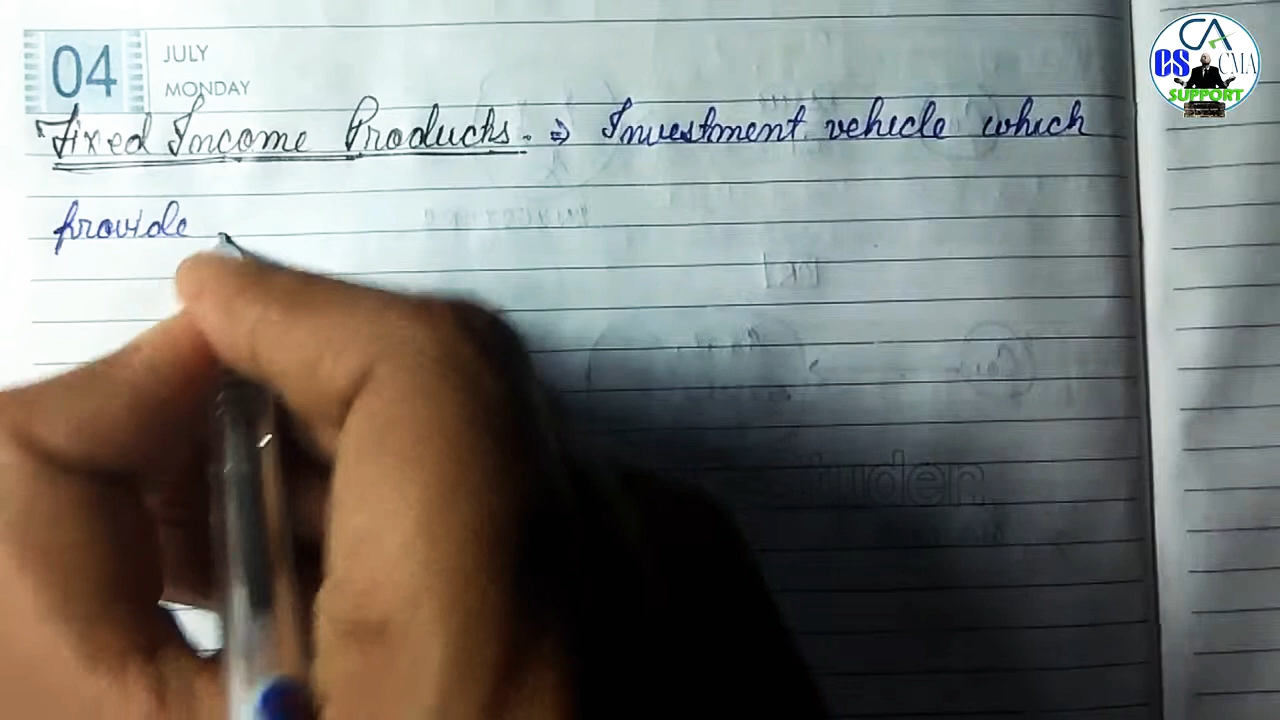 04
JULY
MONDAY
Fixed Income Products. ⇒ Investment vehicle which
provide
CA
CS
CMA
SUPPORT